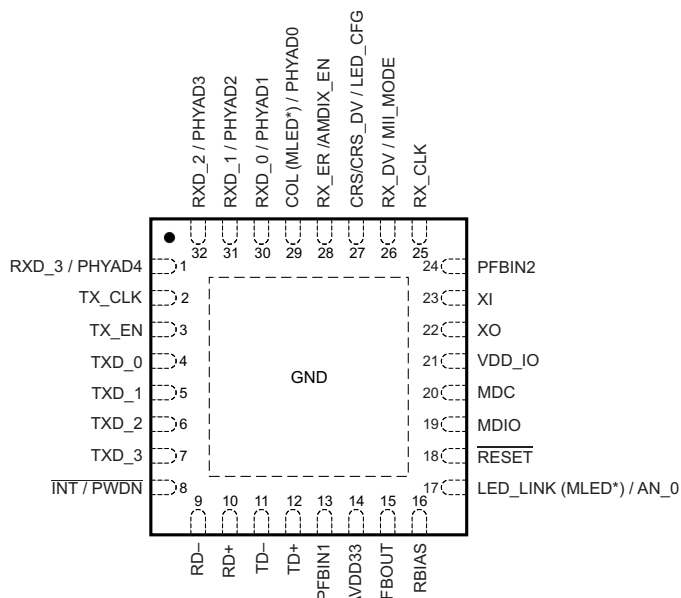 RXD_2 / PHYAD3
RXD_1 / PHYAD2
RXD_0 / PHYAD1
COL (MLED*) / PHYAD0
RX_ER /AMDIX_EN
CRS/CRS_DV / LED_CFG
RX_DV / MII_MODE
RX_CLK
32
31
30
29
28
27
26
25
RXD_3 / PHYAD4 1
TX_CLK 2
TX_EN 3
TXD_0 4
TXD_1 5
TXD_2 6
TXD_3 7
INT / PWDN 8
GND
24 PFBIN2
23 XI
22 XO
21 VDD_IO
20 MDC
19 MDIO
18 RESET
17 LED_LINK (MLED*) / AN_0
9
10
11
12
13
14
15
16
RD–
RD+
TD–
TD+
PFBIN1
AVDD33
FBOUT
RBIAS